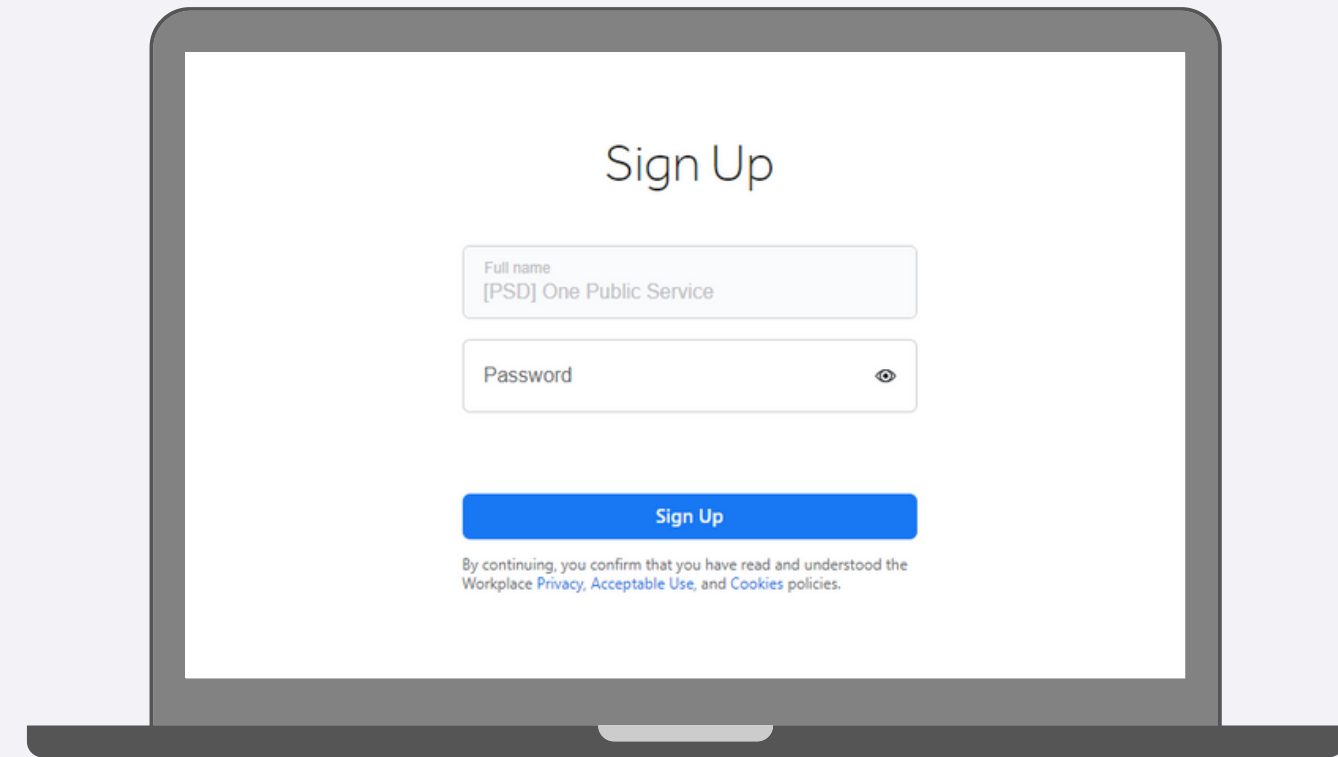 Sign Up
Full name
[PSD] One Public Service
Password
Sign Up
By continuing, you confirm that you have read and understood the
Workplace Privacy, Acceptable Use, and Cookies policies.